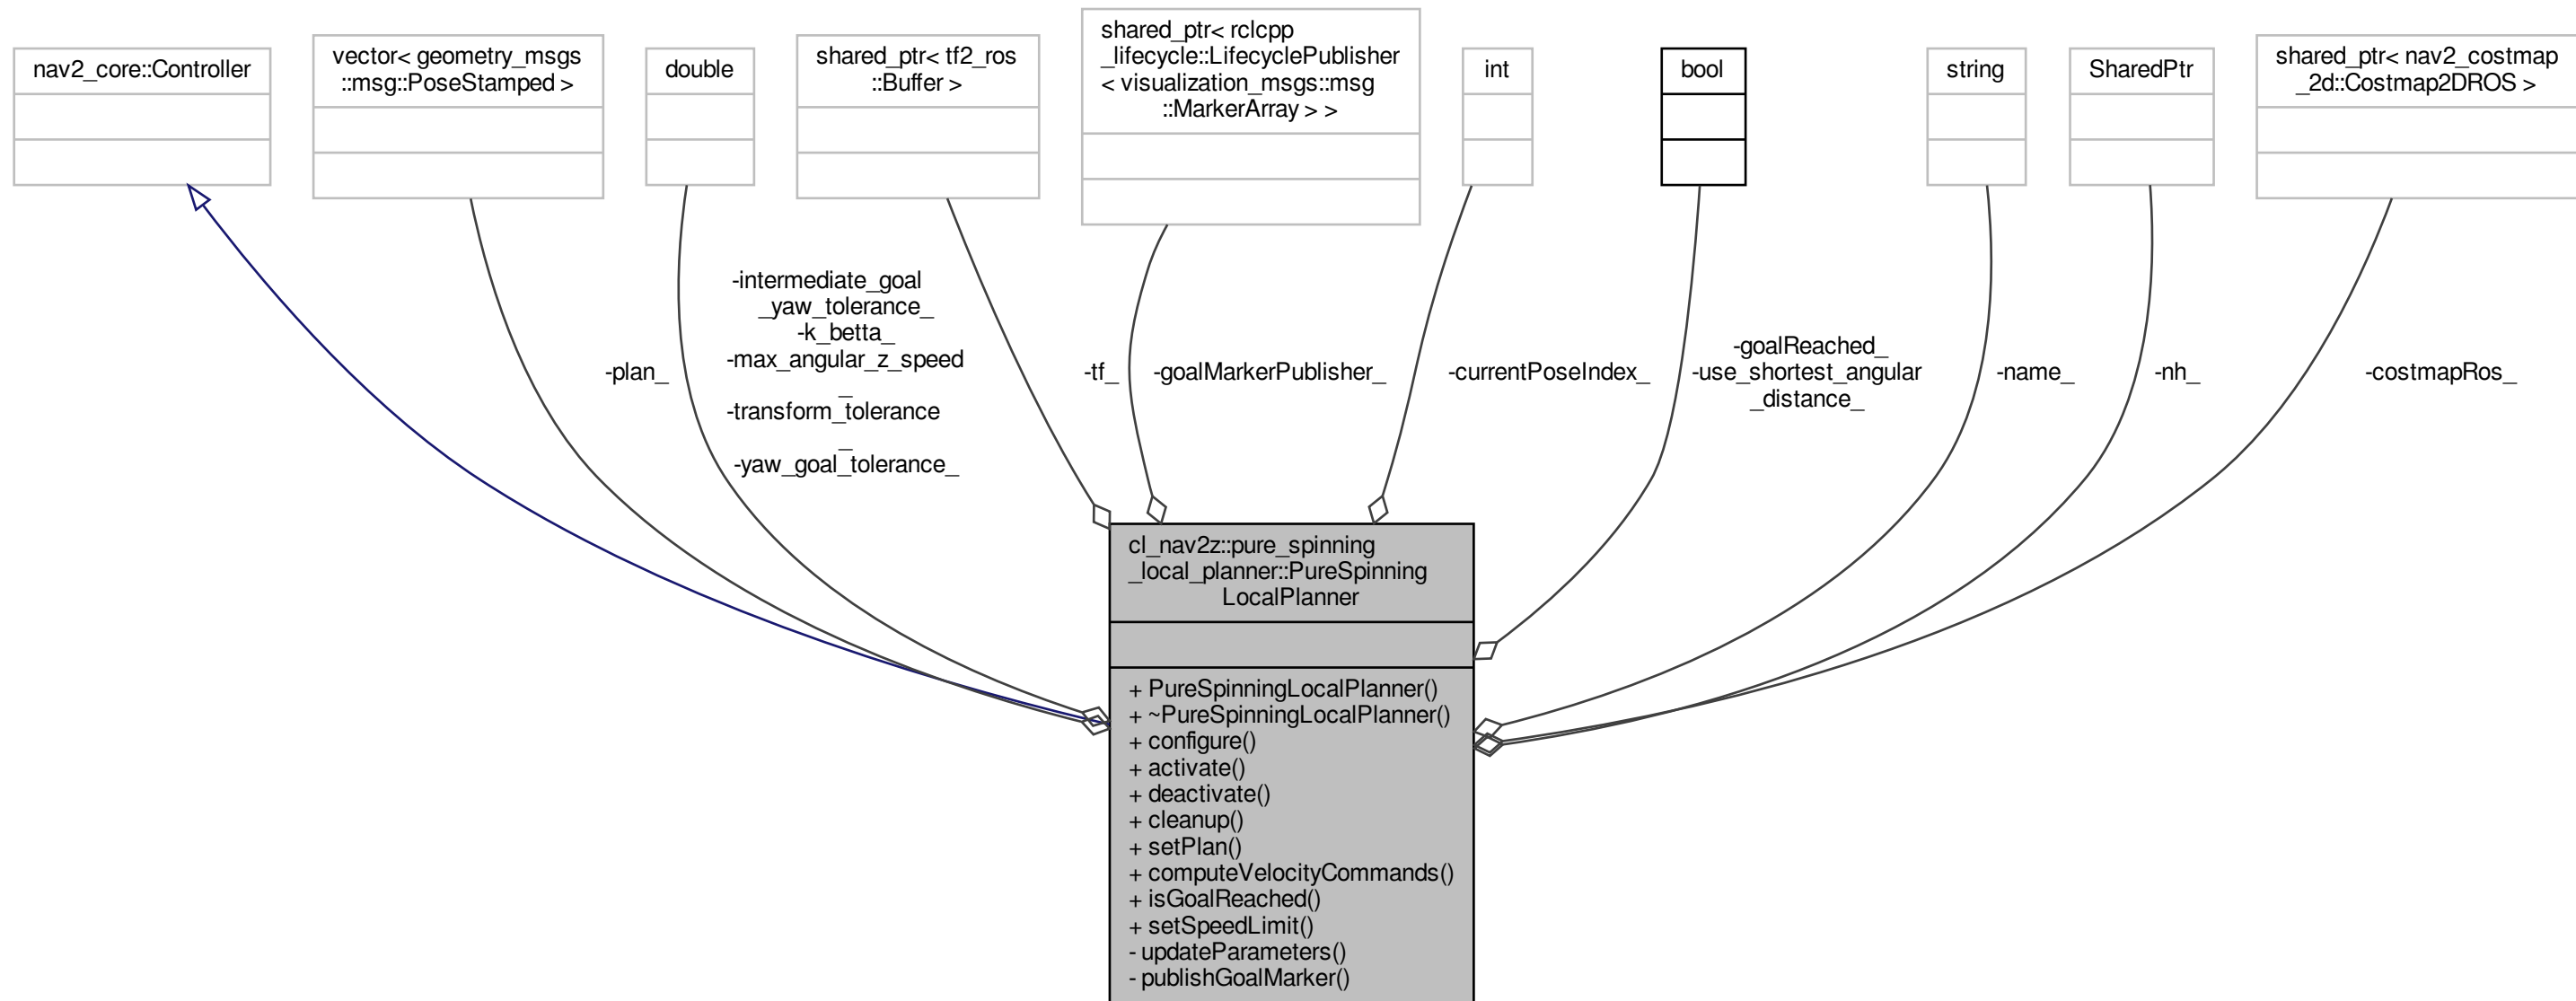 nav2_core::Controller
vector< geometry_msgs
::msg::PoseStamped >
double
shared_ptr< tf2_ros
::Buffer >
shared_ptr< rclcpp
_lifecycle::LifecyclePublisher
< visualization_msgs::msg
::MarkerArray > >
int
bool
string
SharedPtr
shared_ptr< nav2_costmap
_2d::Costmap2DROS >
-plan_
-intermediate_goal
_yaw_tolerance_
-k_betta_
-max_angular_z_speed
_
-transform_tolerance
_
-yaw_goal_tolerance_
-tf_
-goalMarkerPublisher_
-currentPoseIndex_
-goalReached_
-use_shortest_angular
_distance_
-name_
-nh_
-costmapRos_
cl_nav2z::pure_spinning
_local_planner::PureSpinning
LocalPlanner
+ PureSpinningLocalPlanner()
+ ~PureSpinningLocalPlanner()
+ configure()
+ activate()
+ deactivate()
+ cleanup()
+ setPlan()
+ computeVelocityCommands()
+ isGoalReached()
+ setSpeedLimit()
- updateParameters()
- publishGoalMarker()